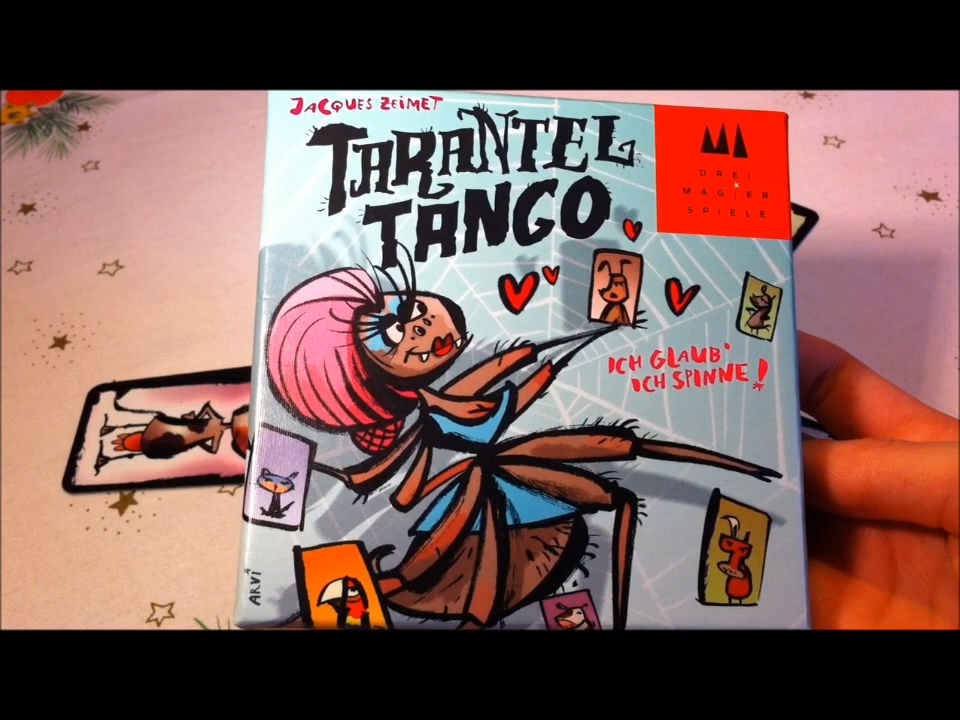 JACQUES ZEIMET
TARANTEL
TANGO
DREI
MAGIER
SPIELE
ICH GLAUB'
ICH SPINNE!
ARVI